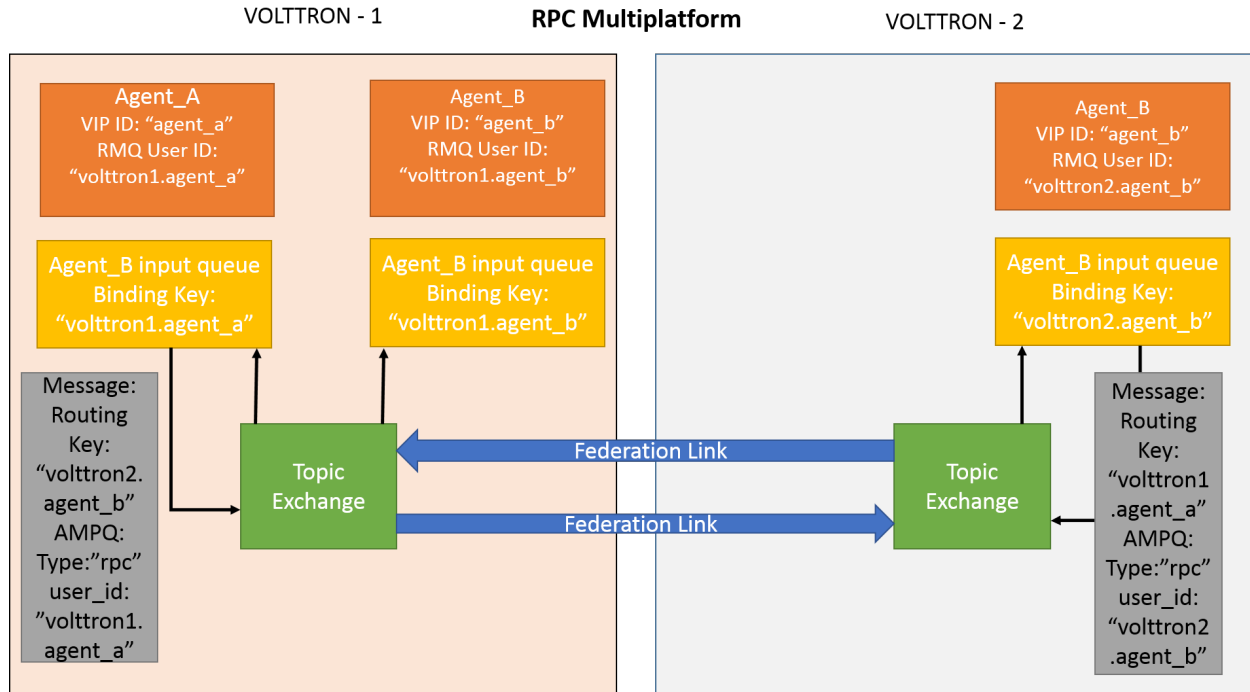 VOLTTRON - 1
RPC Multiplatform
VOLTTRON - 2
Agent_A
VIP ID: “agent_a”
RMQ User ID:
“volttron1.agent_a”
Agent_B
VIP ID: “agent_b”
RMQ User ID:
“volttron1.agent_b”
Agent_B
VIP ID: “agent_b”
RMQ User ID:
“volttron2.agent_b”
Agent_B input queue
Binding Key:
“volttron1.agent_a”
Agent_B input queue
Binding Key:
“volttron1.agent_b”
Agent_B input queue
Binding Key:
“volttron2.agent_b”
Message:
Routing
Key:
“volttron2.
agent_b”
AMPQ:
Type:”rpc”
user_id:
”volttron1.
agent_a”
Topic
Exchange
Federation Link
Federation Link
Topic
Exchange
Message:
Routing
Key:
“volttron1
.agent_a”
AMPQ:
Type:”rpc”
user_id:
“volttron2
.agent_b”